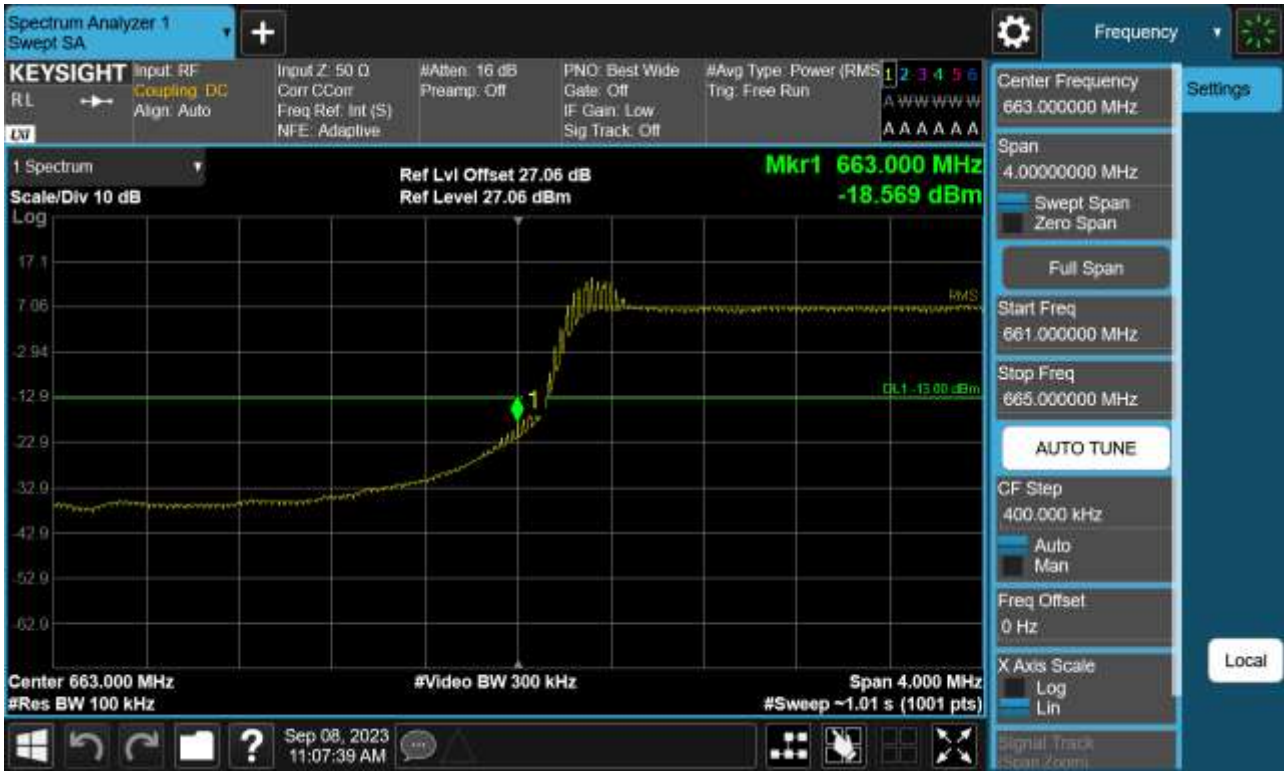 Spectrum Analyzer 1
Swept SA
+
Frequency
KEYSIGHT
RL
LXI
Input: RF
Coupling: DC
Align: Auto
Input Z: 50 Ω
Corr CCorr
Freq Ref: Int (S)
NFE: Adaptive
#Atten: 16 dB
Preamp: Off
PNO: Best Wide
Gate: Off
IF Gain: Low
Sig Track: Off
#Avg Type: Power (RMS
Trig: Free Run
1 2 3 4 5 6
A W W W W W
A A A A A A
1 Spectrum
Scale/Div 10 dB
Log
Ref Lvl Offset 27.06 dB
Ref Level 27.06 dBm
Mkr1 663.000 MHz
-18.569 dBm
17.1
7.06
-2.94
-12.9
-22.9
-32.9
-42.9
-52.9
-62.9
RMS
DL1 -13.00 dBm
1
Center 663.000 MHz
#Res BW 100 kHz
#Video BW 300 kHz
Span 4.000 MHz
#Sweep ~1.01 s (1001 pts)
Center Frequency
663.000000 MHz
Settings
Span
4.00000000 MHz
Swept Span
Zero Span
Full Span
Start Freq
661.000000 MHz
Stop Freq
665.000000 MHz
AUTO TUNE
CF Step
400.000 kHz
Auto
Man
Freq Offset
0 Hz
X Axis Scale
Log
Lin
Signal Track
(Span Zoom)
Local
?
Sep 08, 2023
11:07:39 AM